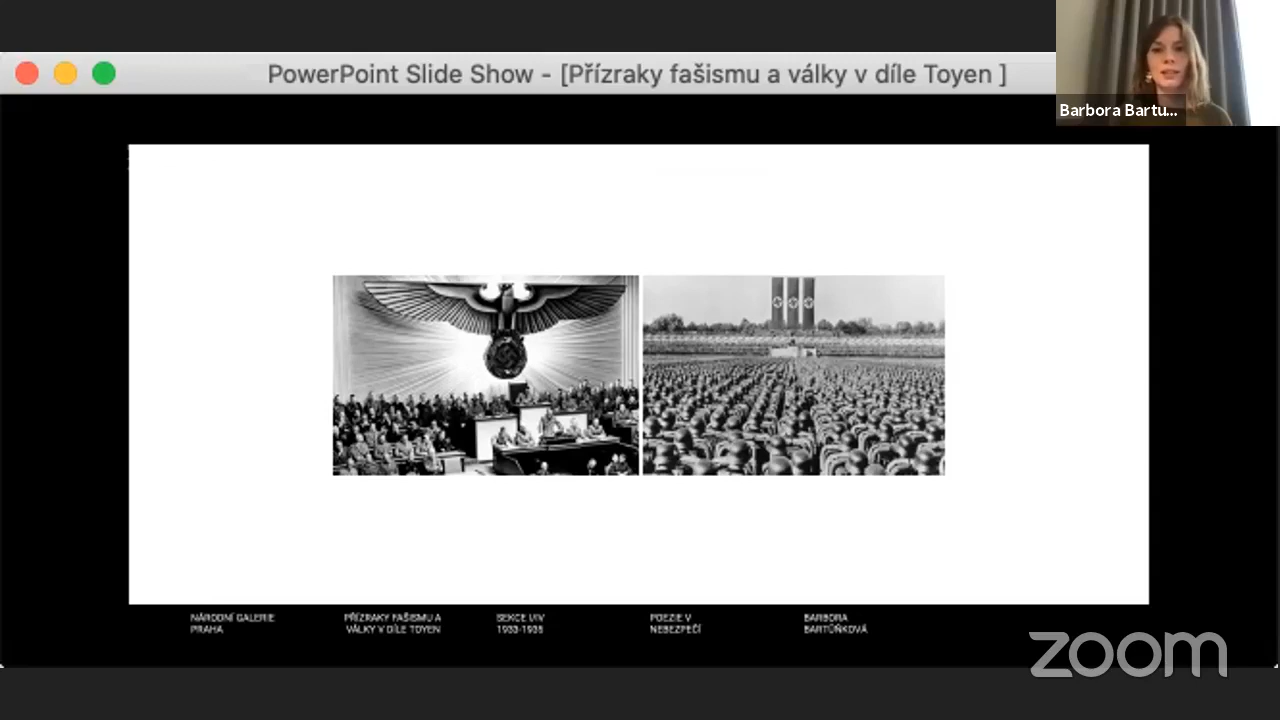 PowerPoint Slide Show - [Přízraky fašismu a války v díle Toyen ]
Barbora Bartu...
NÁRODNÍ GALERIE
PRAHA
PŘÍZRAKY FAŠISMU A
VÁLKY V DÍLE TOYEN
SEKCE I/IV
1933-1935
POEZIE V
NEBEZPEČÍ
BARBORA
BARTŮŇKOVÁ
zoom